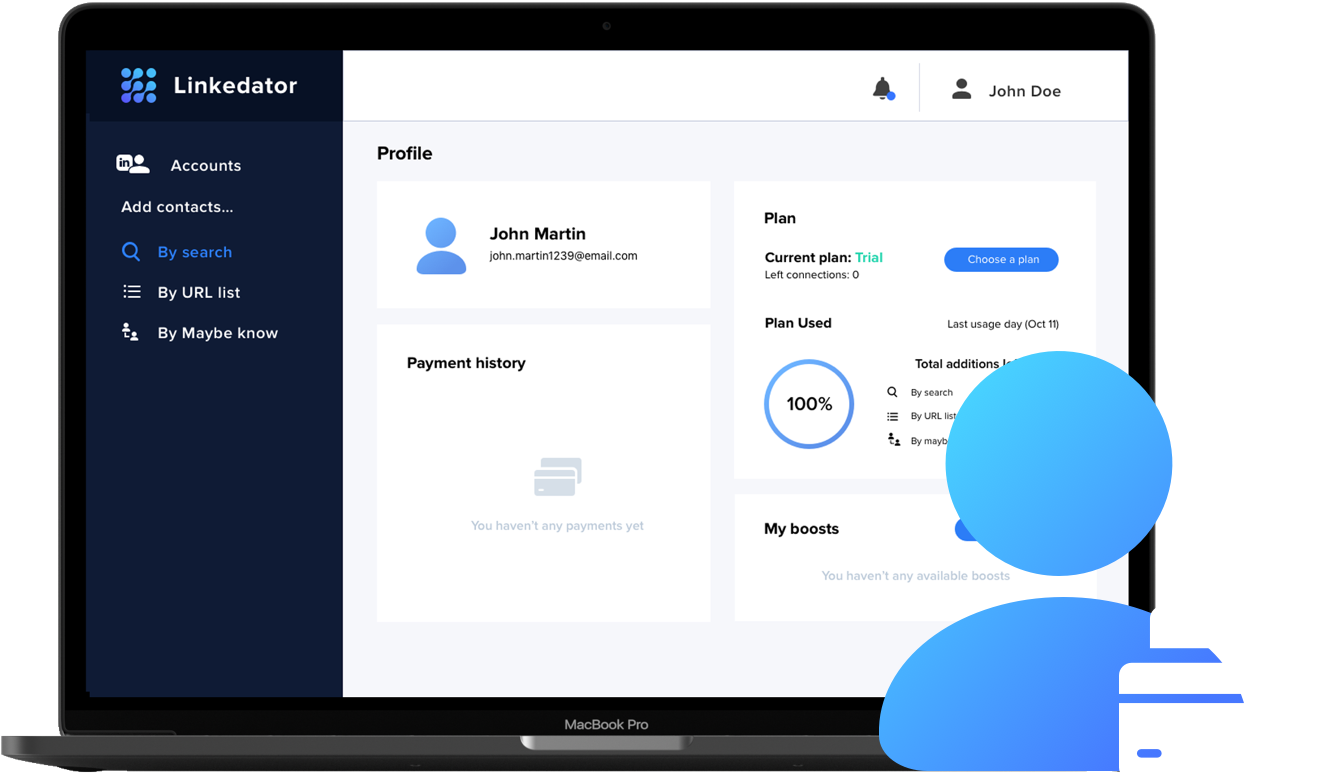 Linkedator
John Doe
Accounts
Add contacts...
By search
By URL list
By Maybe know
Profile
John Martin
john.martin1239@email.com
Payment history
You haven't any payments yet
Plan
Current plan: Trial
Choose a plan
Left connections: 0
Plan Used
Last usage day (Oct 11)
100%
Total additions
By search
By URL list
By
My boosts
You haven't any available boosts
MacBook Pro
in